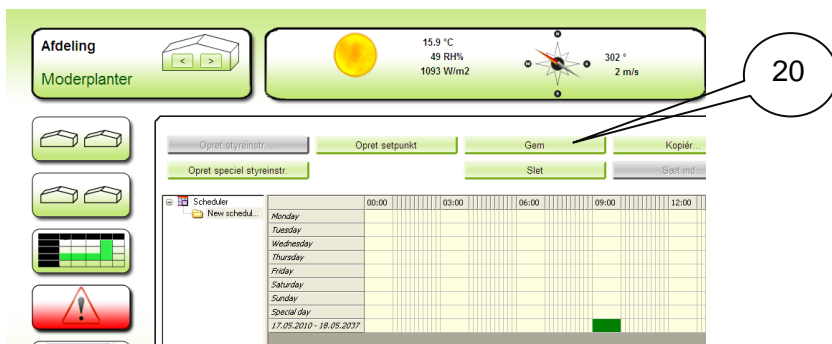 Afdeling
< >
Moderplanter
15.9 °C
49 RH%
1093 W/m2
302 °
2 m/s
20
Opret styreinstr...
Opret setpunkt
Gem
Kopiér...
Opret speciel styreinstr.
Slet
Sæt ind...
Scheduler
New schedul...
00:00 03:00 06:00 09:00 12:00
Monday
Tuesday
Wednesday
Thursday
Friday
Saturday
Sunday
Special day
17.05.2010 - 18.05.2037